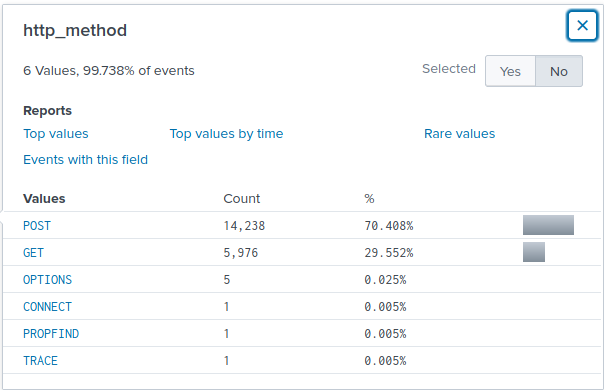 http_method
6 Values, 99.738% of events
Selected Yes No
Reports
Top values Top values by time Rare values
Events with this field
Values Count %
POST 14,238 70.408%
GET 5,976 29.552%
OPTIONS 5 0.025%
CONNECT 1 0.005%
PROPFIND 1 0.005%
TRACE 1 0.005%